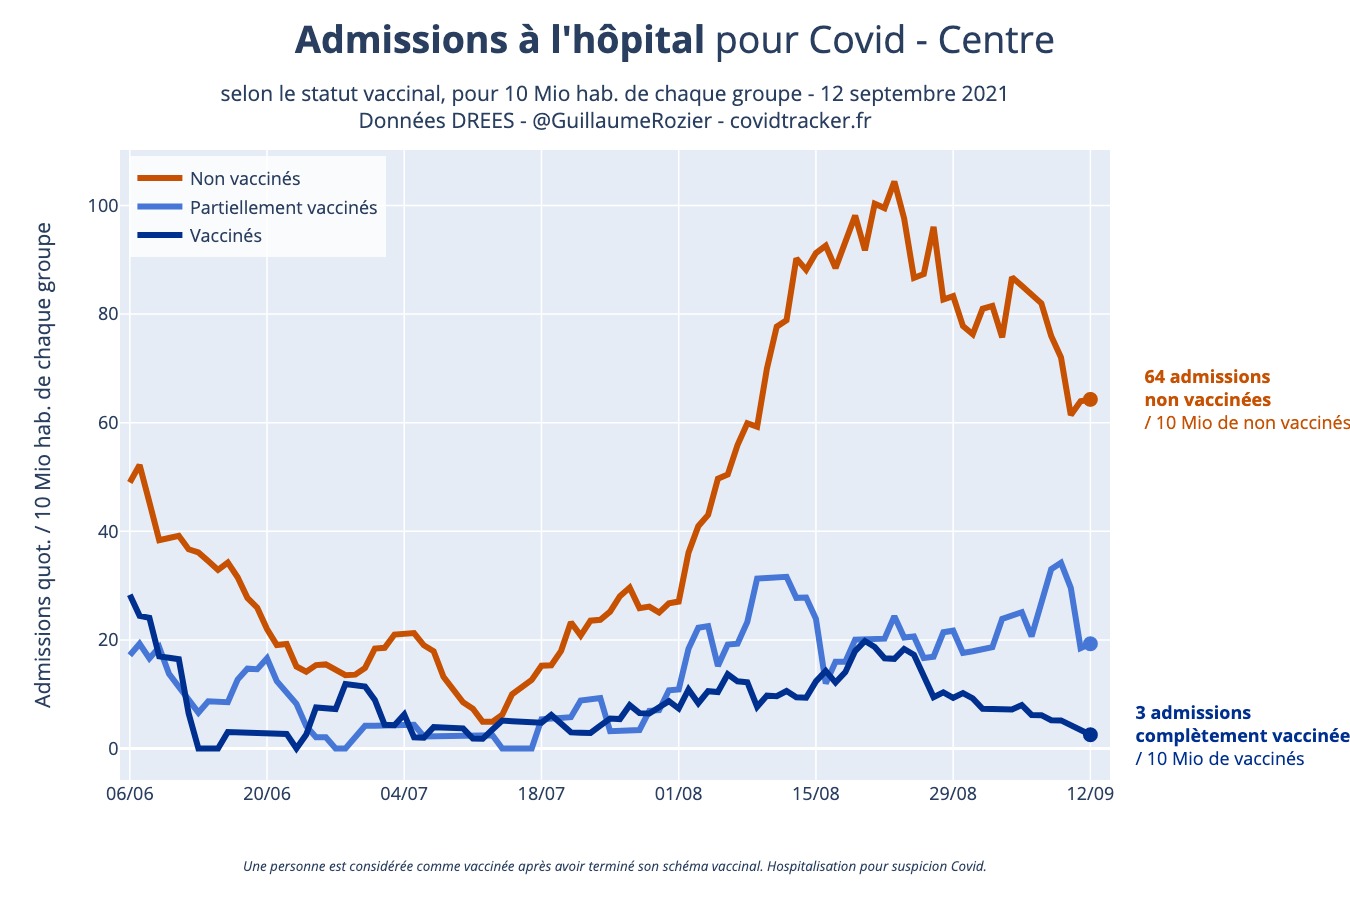 Admissions à l'hôpital pour Covid - Centre
selon le statut vaccinal, pour 10 Mio hab. de chaque groupe - 12 septembre 2021
Données DREES - @GuillaumeRozier - covidtracker.fr
Non vaccinés
Partiellement vaccinés
Vaccinés
Admissions quot. / 10 Mio hab. de chaque groupe
100
80
60
40
20
0
06/06 20/06 04/07 18/07 01/08 15/08 29/08 12/09
64 admissions
non vaccinées
/ 10 Mio de non vaccinés
3 admissions
complètement vaccinée
/ 10 Mio de vaccinés
Une personne est considérée comme vaccinée après avoir terminé son schéma vaccinal. Hospitalisation pour suspicion Covid.